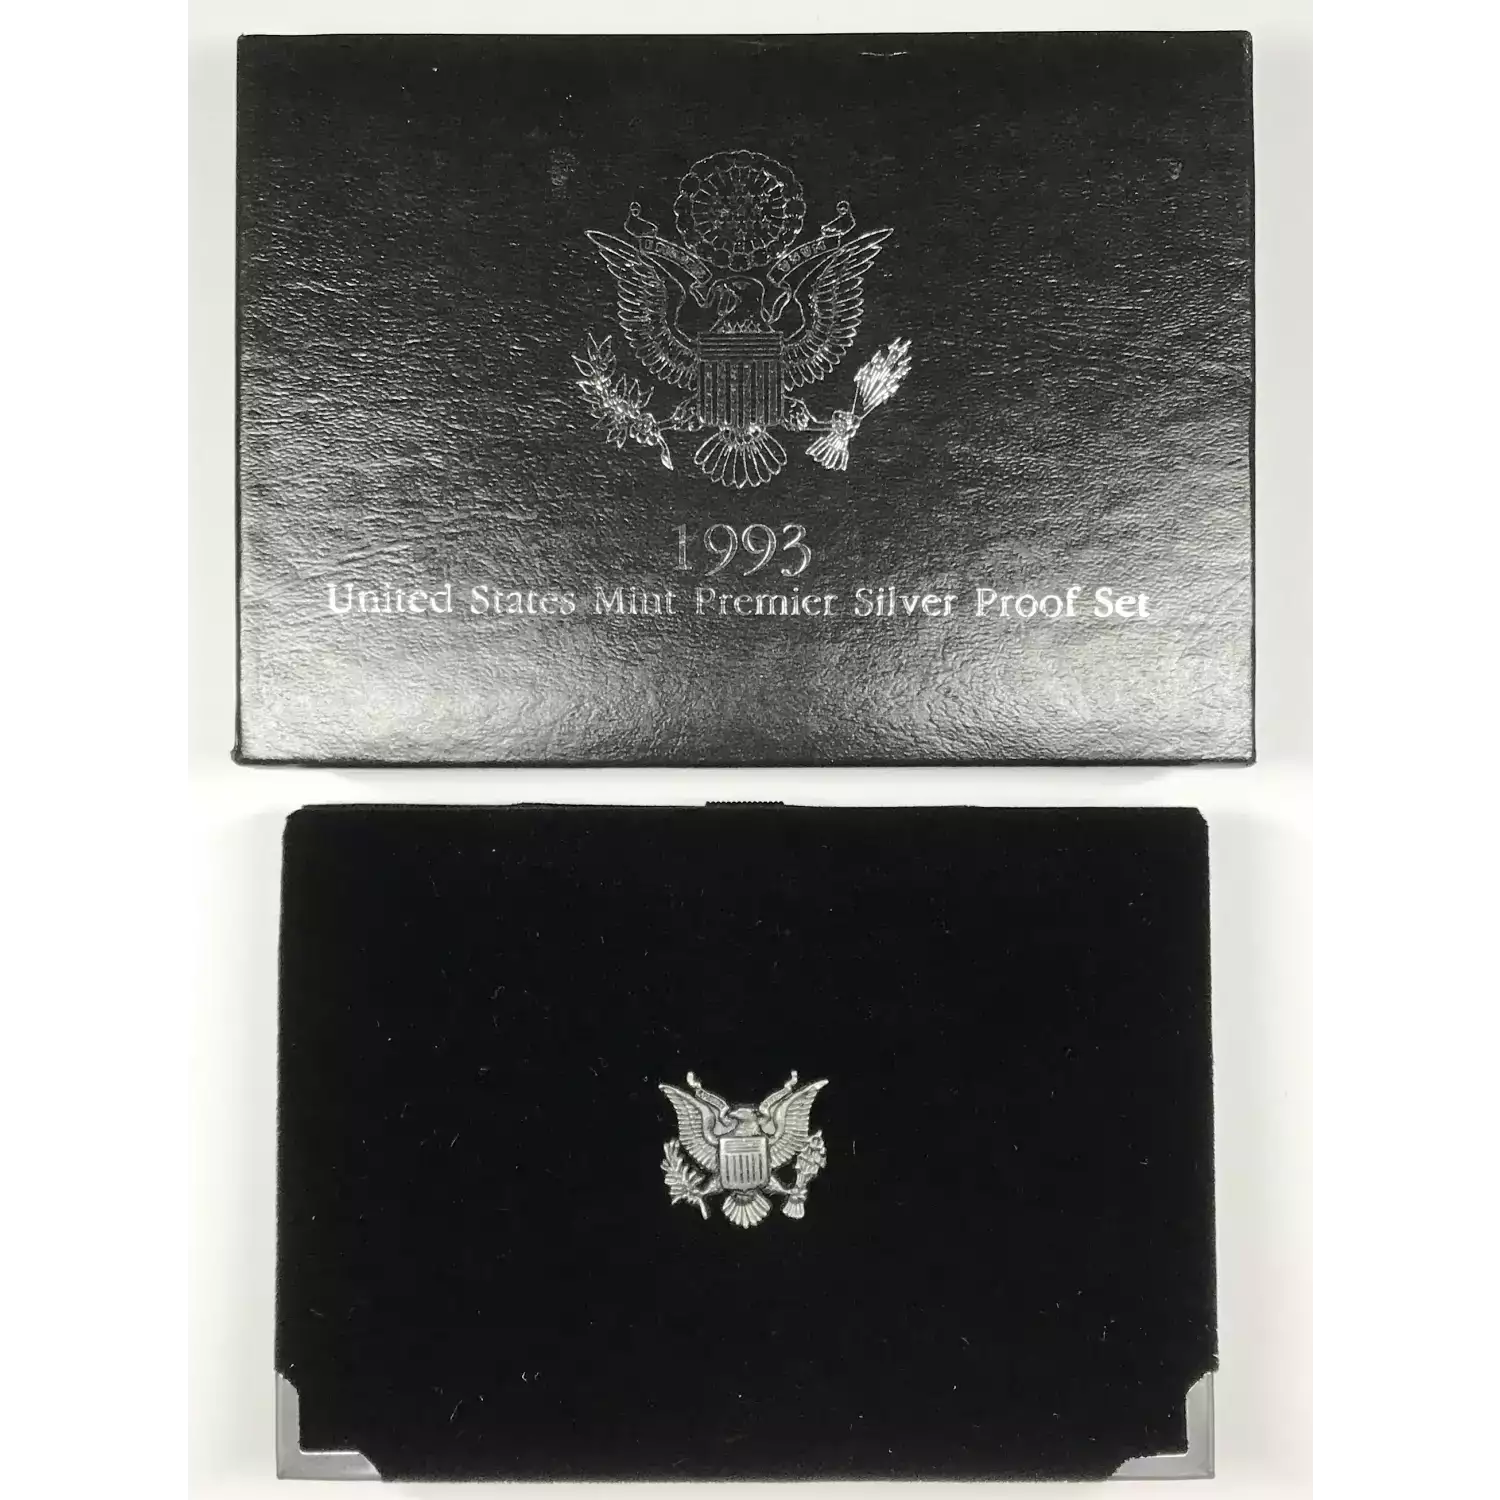 1993
United States Mint Premier Silver Proof Set